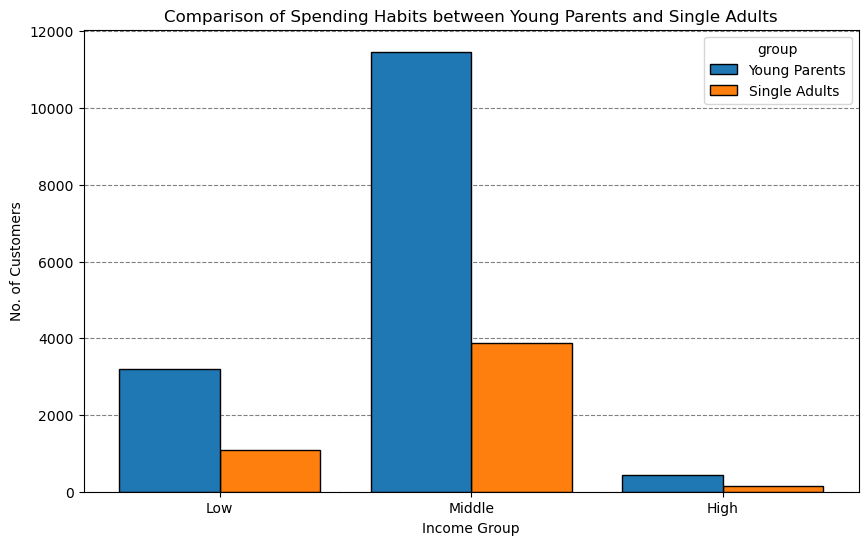 Comparison of Spending Habits between Young Parents and Single Adults
group
Young Parents
Single Adults
No. of Customers
12000
10000
8000
6000
4000
2000
0
Low
Middle
High
Income Group